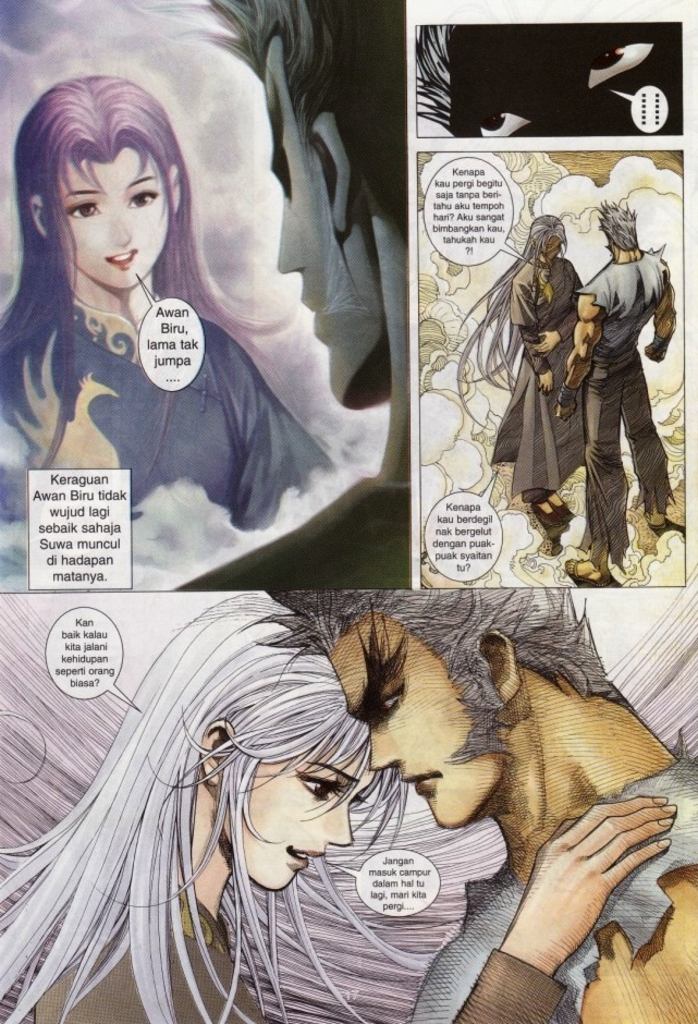 Awan
Biru,
lama tak
jumpa
....
Keraguan
Awan Biru tidak
wujud lagi
sebaik sahaja
Suwa muncul
di hadapan
matanya.
Kenapa
kau pergi begitu
saja tanpa beri-
tahu aku tempoh
hari? Aku sangat
bimbangkan kau,
tahukah kau
?!
Kenapa
kau berdegil
nak bergelut
dengan puak-
puak syaitan
tu?
Kan
baik kalau
kita jalani
kehidupan
seperti orang
biasa?
Jangan
masuk campur
dalam hal tu
lagi, mari kita
pergi....